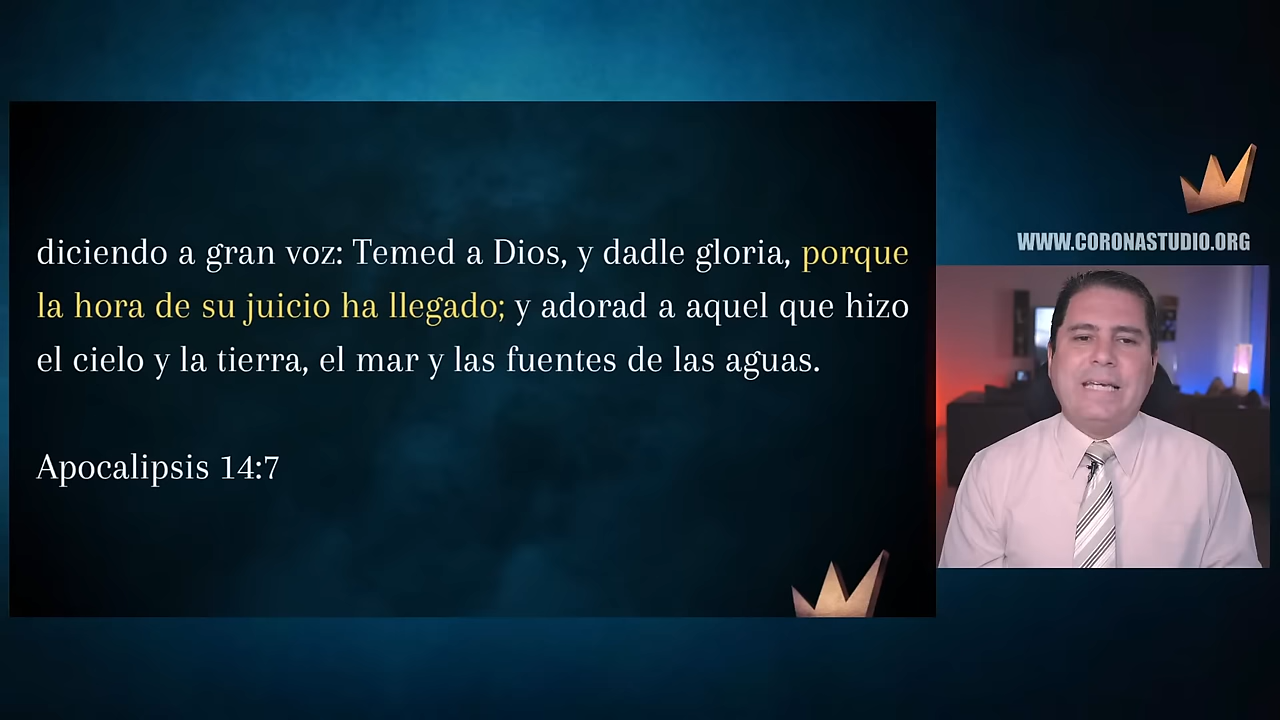 diciendo a gran voz: Temed a Dios, y dadle gloria, porque
la hora de su juicio ha llegado; y adorad a aquel que hizo
el cielo y la tierra, el mar y las fuentes de las aguas.
Apocalipsis 14:7
WWW.CORONASTUDIO.ORG